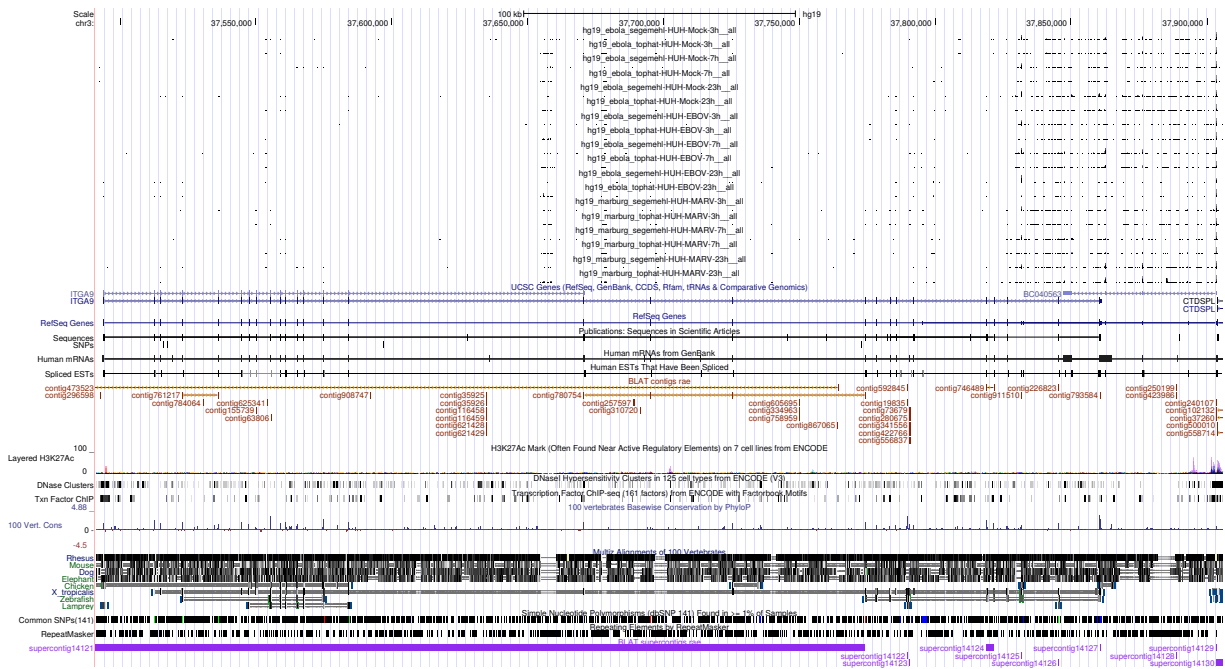 Scale 100 kb hg19
chr3: 37,550,000 37,600,000 37,650,000 37,700,000 37,750,000 37,800,000 37,850,000 37,900,000
hg19_ebola_segemehl-HUH-Mock-3h__all
hg19_ebola_tophat-HUH-Mock-3h__all
hg19_ebola_segemehl-HUH-Mock-7h__all
hg19_ebola_tophat-HUH-Mock-7h__all
hg19_ebola_segemehl-HUH-Mock-23h__all
hg19_ebola_tophat-HUH-Mock-23h__all
hg19_ebola_segemehl-HUH-EBOV-3h__all
hg19_ebola_tophat-HUH-EBOV-3h__all
hg19_ebola_segemehl-HUH-EBOV-7h__all
hg19_ebola_tophat-HUH-EBOV-7h__all
hg19_ebola_segemehl-HUH-EBOV-23h__all
hg19_ebola_tophat-HUH-EBOV-23h__all
hg19_marburg_segemehl-HUH-MARV-3h__all
hg19_marburg_tophat-HUH-MARV-3h__all
hg19_marburg_segemehl-HUH-MARV-7h__all
hg19_marburg_tophat-HUH-MARV-7h__all
hg19_marburg_segemehl-HUH-MARV-23h__all
hg19_marburg_tophat-HUH-MARV-23h__all
UCSC Genes (RefSeq, GenBank, CCDS, Rfam, tRNAs & Comparative Genomics)
ITGA9 BC040563
ITGA9 CTDSPL
CTDSPL
RefSeq Genes
RefSeq Genes
Publications: Sequences in Scientific Articles
Sequences
SNPs
Human mRNAs from GenBank
Human mRNAs
Human ESTs That Have Been Spliced
Spliced ESTs
BLAT contigs rae
contig473523 contig592845 contig746489 contig226823 contig250199
contig296598 contig761217 contig908747 contig35925 contig780754 contig911510 contig793584 contig423986
contig784064 contig625341 contig35926 contig257597 contig605695 contig19835 contig240107
contig155739 contig116458 contig310720 contig334963 contig73679 contig102132
contig63806 contig116459 contig758959 contig280675 contig37260
contig621428 contig867065 contig341556 contig500010
contig621429 contig422766 contig558714
contig556837
H3K27Ac Mark (Often Found Near Active Regulatory Elements) on 7 cell lines from ENCODE
100
Layered H3K27Ac
0
DNaseI Hypersensitivity Clusters in 125 cell types from ENCODE (V3)
DNase Clusters
Transcription Factor ChIP-seq (161 factors) from ENCODE with Factorbook Motifs
Txn Factor ChIP
100 vertebrates Basewise Conservation by PhyloP
4.88
100 Vert. Cons
0
-4.5
Multiz Alignments of 100 Vertebrates
Rhesus
Mouse
Dog
Elephant
Chicken
X_tropicalis
Zebrafish
Lamprey
Simple Nucleotide Polymorphisms (dbSNP 141) Found in >= 1% of Samples
Common SNPs(141)
Repeating Elements by RepeatMasker
RepeatMasker
BLAT supercontigs rae
supercontig14121 supercontig14124 supercontig14127 supercontig14129
supercontig14122 supercontig14125 supercontig14128
supercontig14123 supercontig14126 supercontig14130